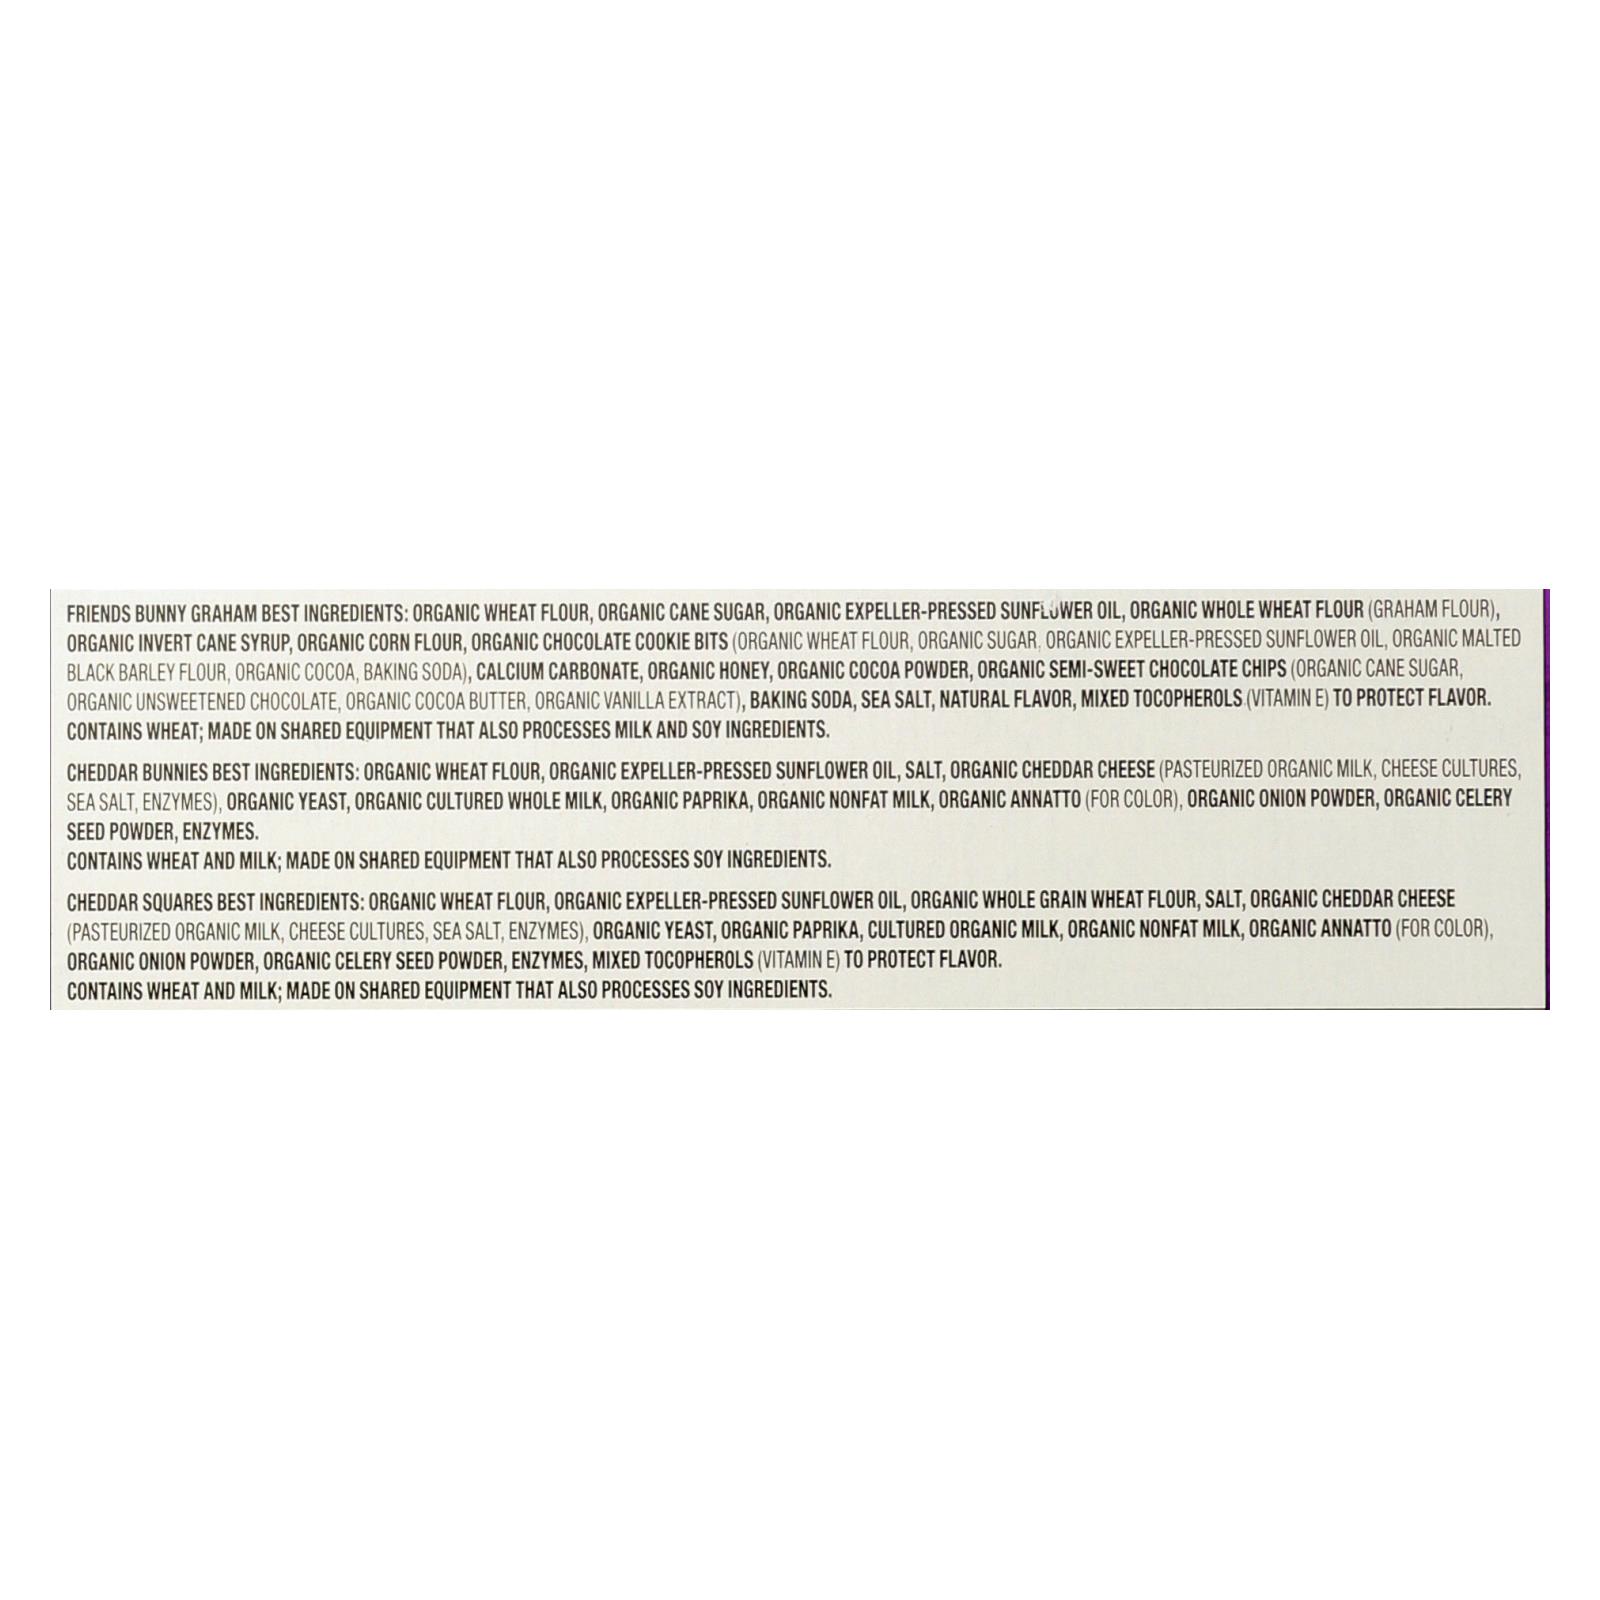 FRIENDS BUNNY GRAHAM BEST INGREDIENTS: ORGANIC WHEAT FLOUR, ORGANIC CANE SUGAR, ORGANIC EXPELLER-PRESSED SUNFLOWER OIL, ORGANIC WHOLE WHEAT FLOUR (GRAHAM FLOUR),
ORGANIC INVERT CANE SYRUP, ORGANIC CORN FLOUR, ORGANIC CHOCOLATE COOKIE BITS (ORGANIC WHEAT FLOUR, ORGANIC SUGAR, ORGANIC EXPELLER-PRESSED SUNFLOWER OIL, ORGANIC MALTED
BLACK BARLEY FLOUR, ORGANIC COCOA, BAKING SODA), CALCIUM CARBONATE, ORGANIC HONEY, ORGANIC COCOA POWDER, ORGANIC SEMI-SWEET CHOCOLATE CHIPS (ORGANIC CANE SUGAR,
ORGANIC UNSWEETENED CHOCOLATE, ORGANIC COCOA BUTTER, ORGANIC VANILLA EXTRACT), BAKING SODA, SEA SALT, NATURAL FLAVOR, MIXED TOCOPHEROLS (VITAMIN E) TO PROTECT FLAVOR.
CONTAINS WHEAT; MADE ON SHARED EQUIPMENT THAT ALSO PROCESSES MILK AND SOY INGREDIENTS.
CHEDDAR BUNNIES BEST INGREDIENTS: ORGANIC WHEAT FLOUR, ORGANIC EXPELLER-PRESSED SUNFLOWER OIL, SALT, ORGANIC CHEDDAR CHEESE (PASTEURIZED ORGANIC MILK, CHEESE CULTURES,
SEA SALT, ENZYMES), ORGANIC YEAST, ORGANIC CULTURED WHOLE MILK, ORGANIC PAPRIKA, ORGANIC NONFAT MILK, ORGANIC ANNATTO (FOR COLOR), ORGANIC ONION POWDER, ORGANIC CELERY
SEED POWDER, ENZYMES.
CONTAINS WHEAT AND MILK; MADE ON SHARED EQUIPMENT THAT ALSO PROCESSES SOY INGREDIENTS.
CHEDDAR SQUARES BEST INGREDIENTS: ORGANIC WHEAT FLOUR, ORGANIC EXPELLER-PRESSED SUNFLOWER OIL, ORGANIC WHOLE GRAIN WHEAT FLOUR, SALT, ORGANIC CHEDDAR CHEESE
(PASTEURIZED ORGANIC MILK, CHEESE CULTURES, SEA SALT, ENZYMES), ORGANIC YEAST, ORGANIC PAPRIKA, CULTURED ORGANIC MILK, ORGANIC NONFAT MILK, ORGANIC ANNATTO (FOR COLOR),
ORGANIC ONION POWDER, ORGANIC CELERY SEED POWDER, ENZYMES, MIXED TOCOPHEROLS (VITAMIN E) TO PROTECT FLAVOR.
CONTAINS WHEAT AND MILK; MADE ON SHARED EQUIPMENT THAT ALSO PROCESSES SOY INGREDIENTS.